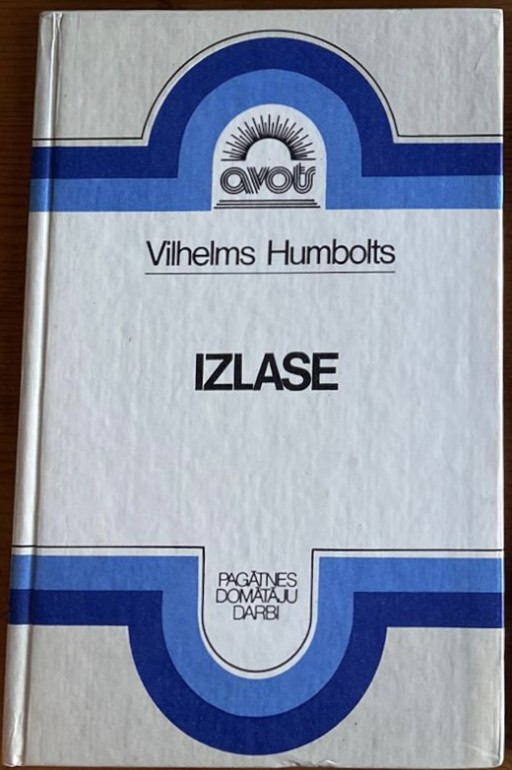 avots
Vilhelms Humbolts
IZLASE
PAGĀTNES
DOMĀTĀJU
DARBI